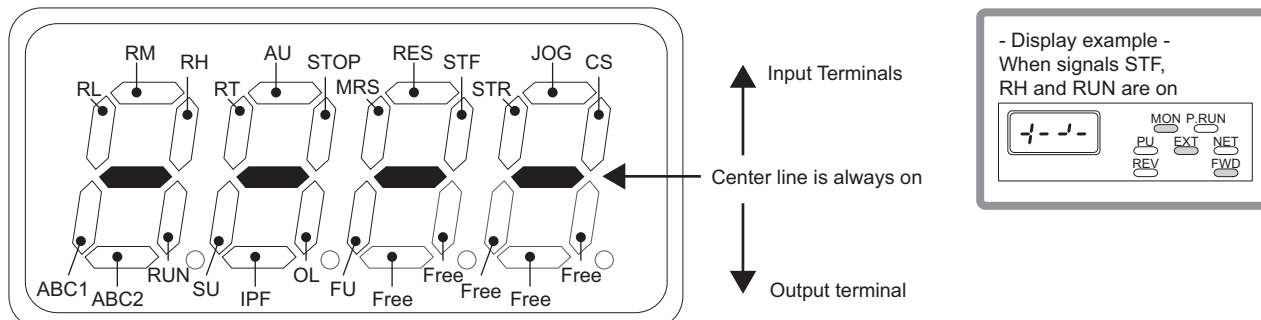 RM AU RES JOG
RH STOP STF CS
RL RT MRS STR
Input Terminals
Center line is always on
Output terminal
RUN OL Free Free
ABC1 SU FU Free
ABC2 IPF Free Free
- Display example -
When signals STF,
RH and RUN are on
MON P.RUN
PU EXT NET
REV FWD